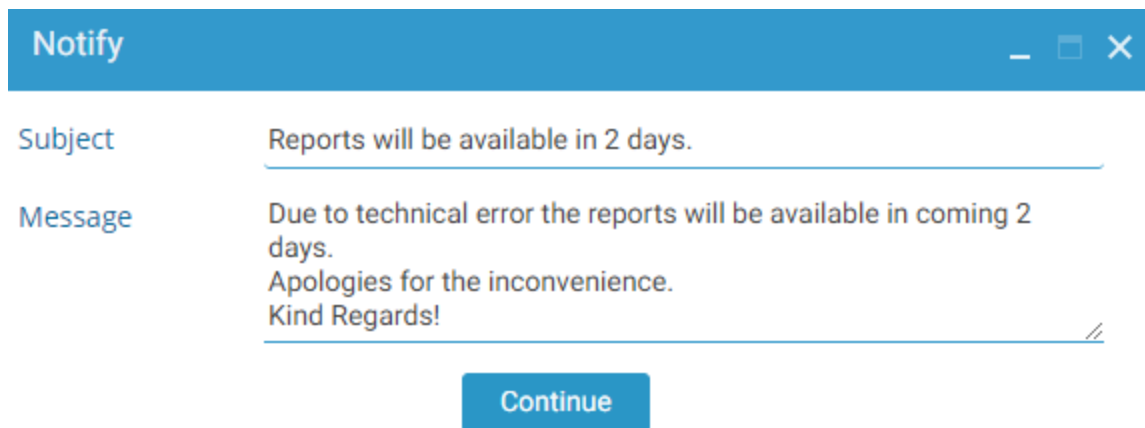 Notify
Subject
Reports will be available in 2 days.
Message
Due to technical error the reports will be available in coming 2
days.
Apologies for the inconvenience.
Kind Regards!
Continue